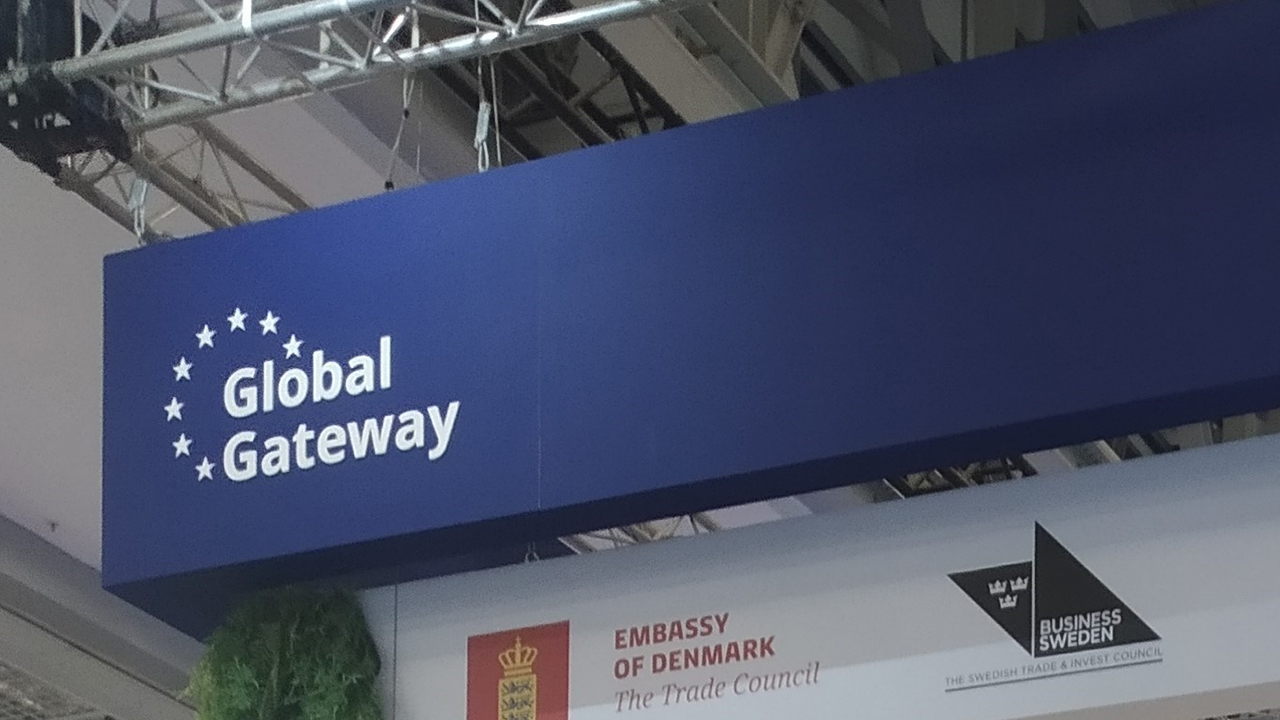 Global
Gateway
EMBASSY
OF DENMARK
The Trade Council
BUSINESS
SWEDEN
THE SWEDISH TRADE & INVEST COUNCIL